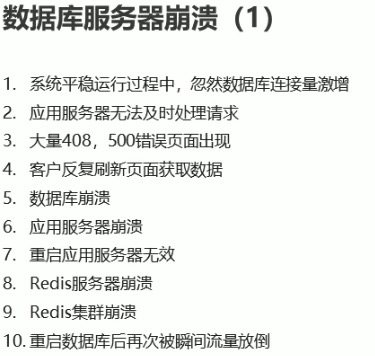 数据库服务器崩溃（1）
1. 系统平稳运行过程中，忽然数据库连接量激增
2. 应用服务器无法及时处理请求
3. 大量408，500错误页面出现
4. 客户反复刷新页面获取数据
5. 数据库崩溃
6. 应用服务器崩溃
7. 重启应用服务器无效
8. Redis服务器崩溃
9. Redis集群崩溃
10. 重启数据库后再次被瞬间流量放倒